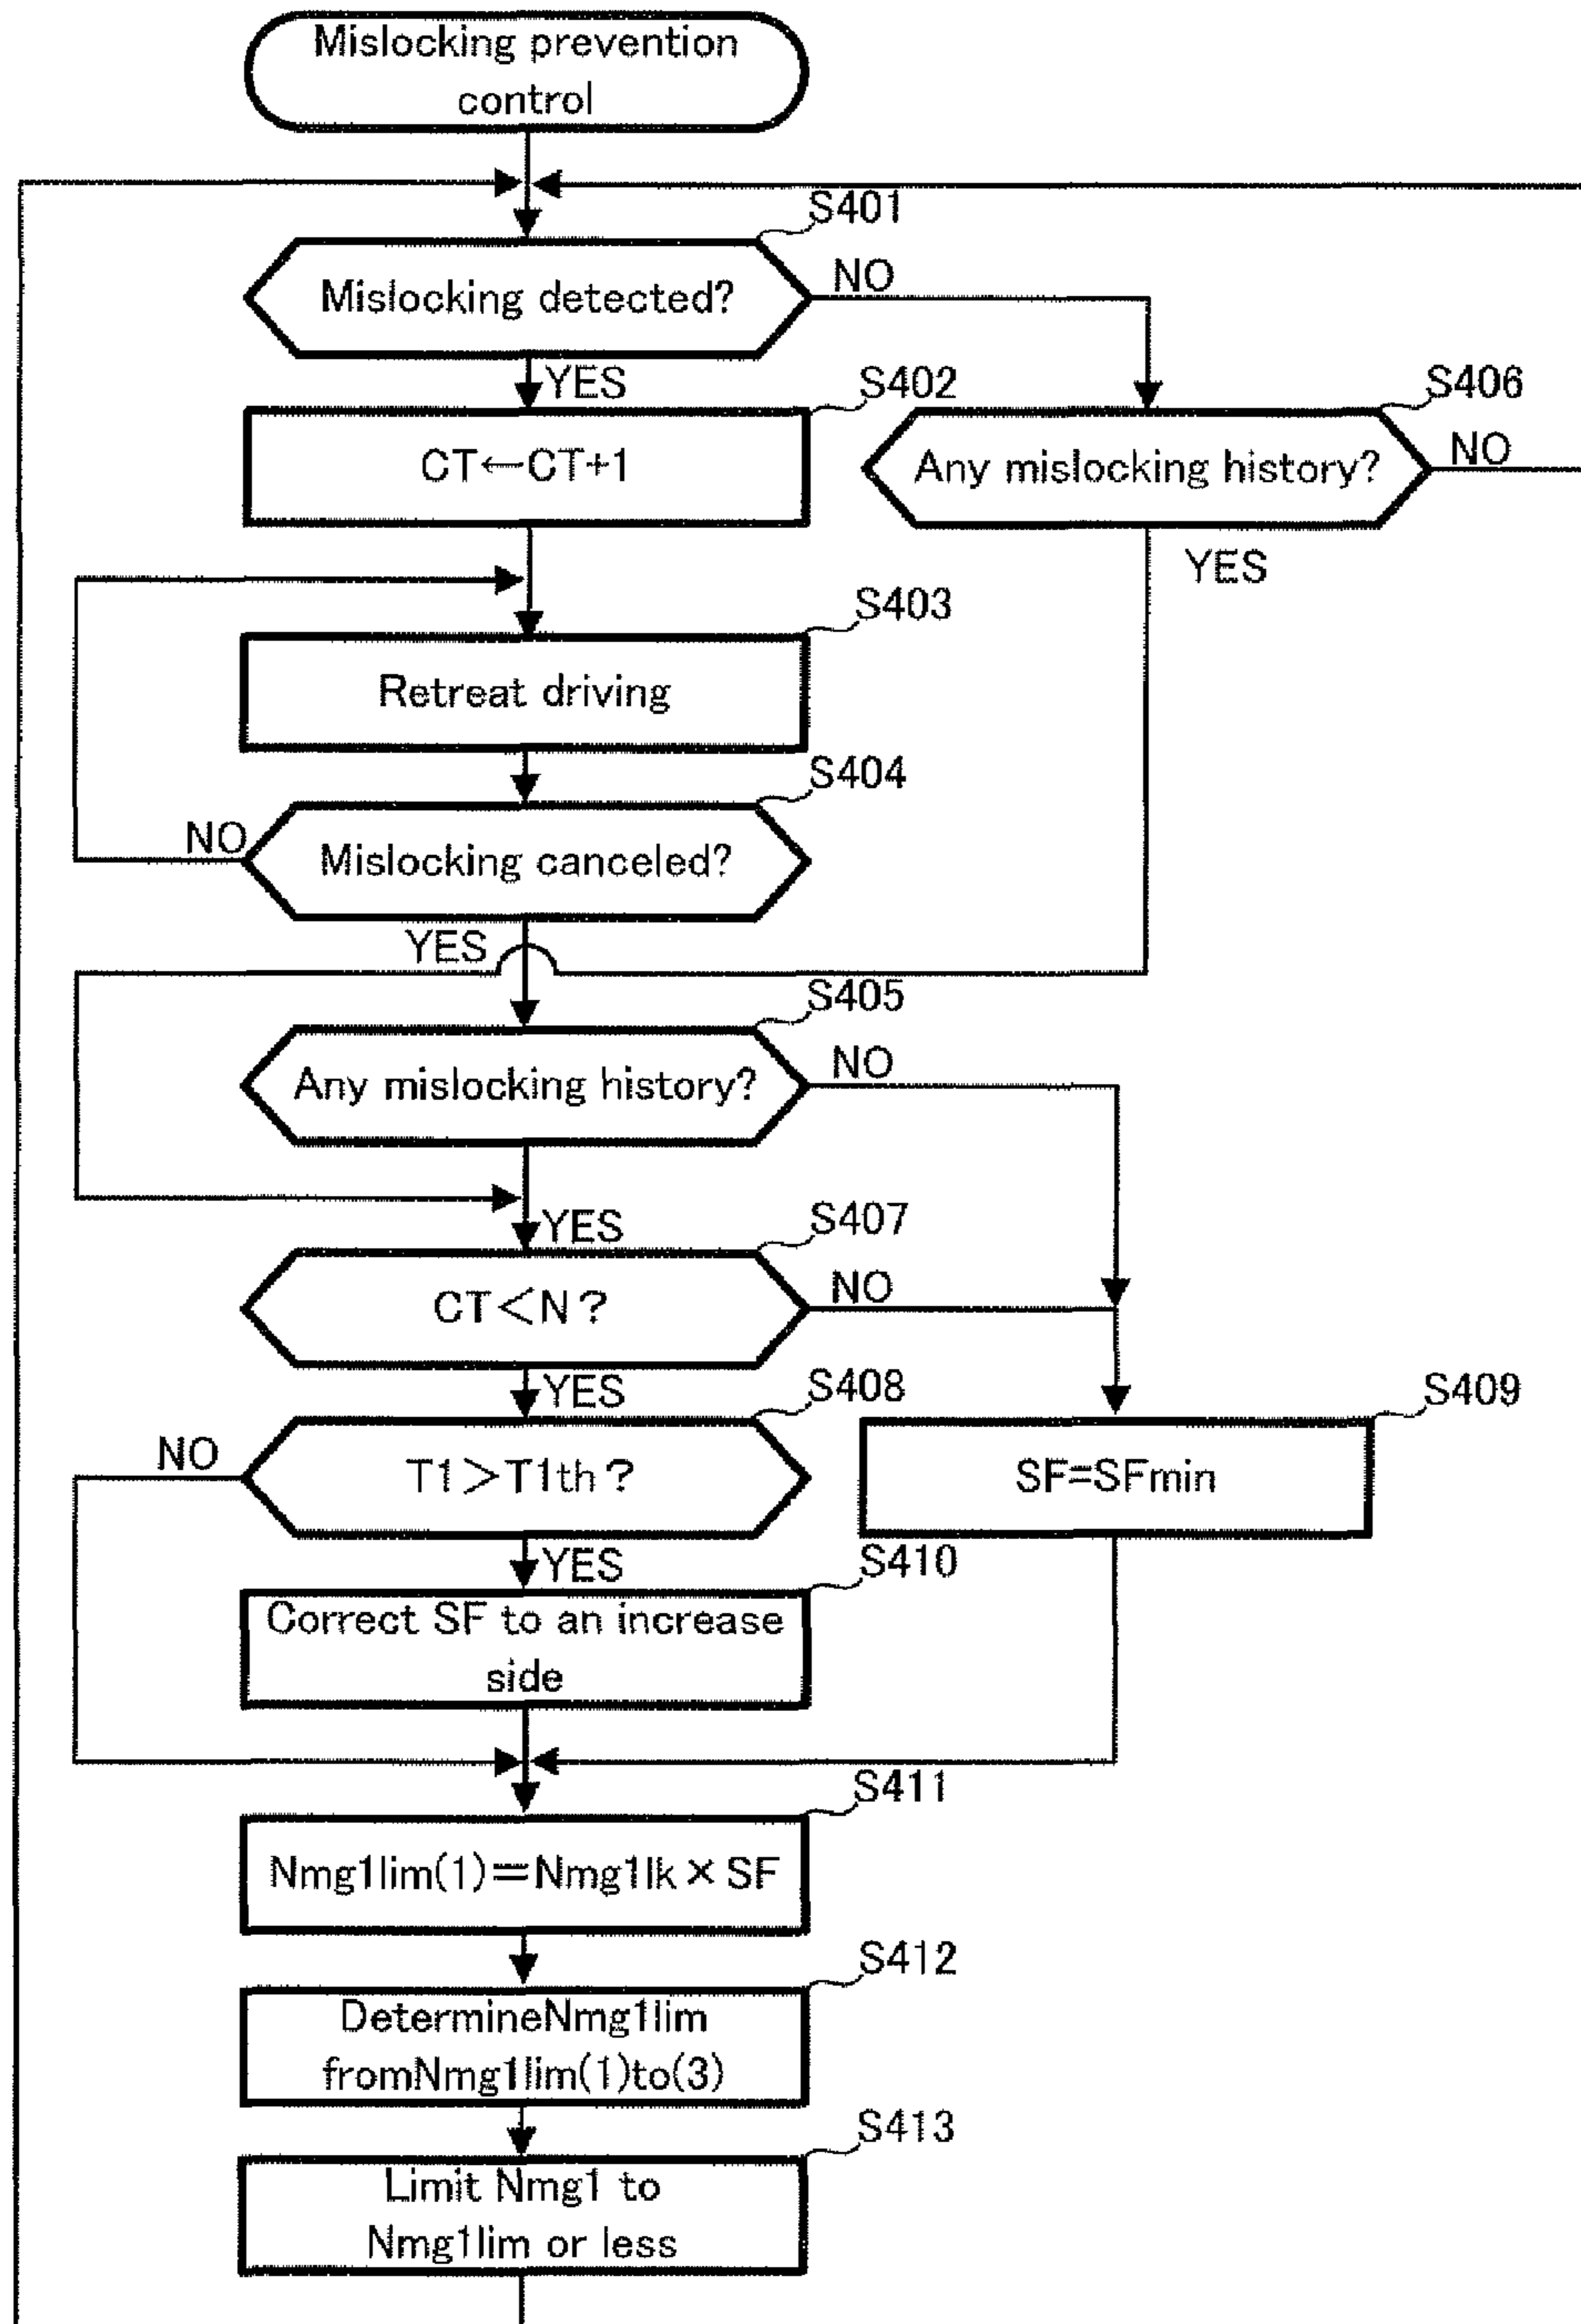 Mislocking prevention
control
S401
Mislocking detected?
NO
YES
S402
CT←CT+1
S406
Any mislocking history?
NO
YES
S403
Retreat driving
S404
Mislocking canceled?
NO
YES
S405
Any mislocking history?
NO
YES
S407
CT<N?
NO
YES
S408
T1>T1th?
NO
YES
S409
SF=SFmin
S410
Correct SF to an increase
side
S411
Nmg1lim(1)=Nmg1lk×SF
S412
DetermineNmg1lim
fromNmg1lim(1)to(3)
S413
Limit Nmg1 to
Nmg1lim or less